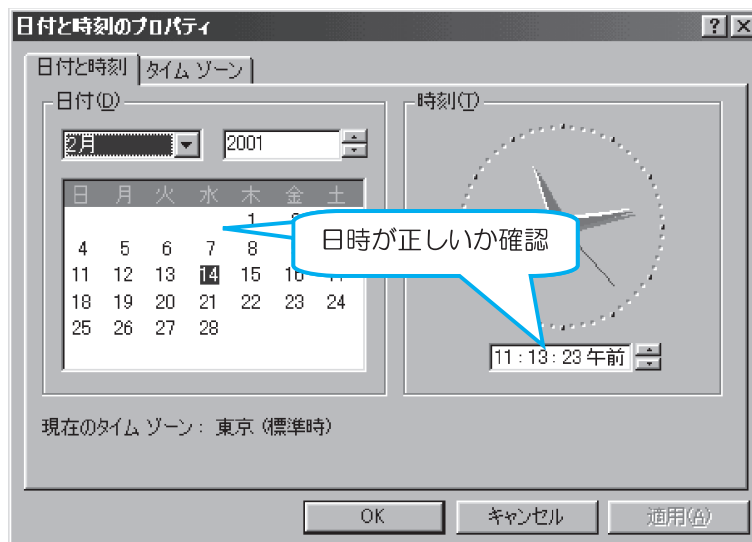 日付と時刻のプロパティ
日付と時刻 タイム ゾーン
日付(D)
2月 2001
日 月 火 水 木 金 土
1
4 5 6 7 8
11 12 13 14 15 16
18 19 20 21 22 23 24
25 26 27 28
時刻(T)
日時が正しいか確認
11:13:23 午前
現在のタイム ゾーン: 東京 (標準時)
OK キャンセル 適用(A)